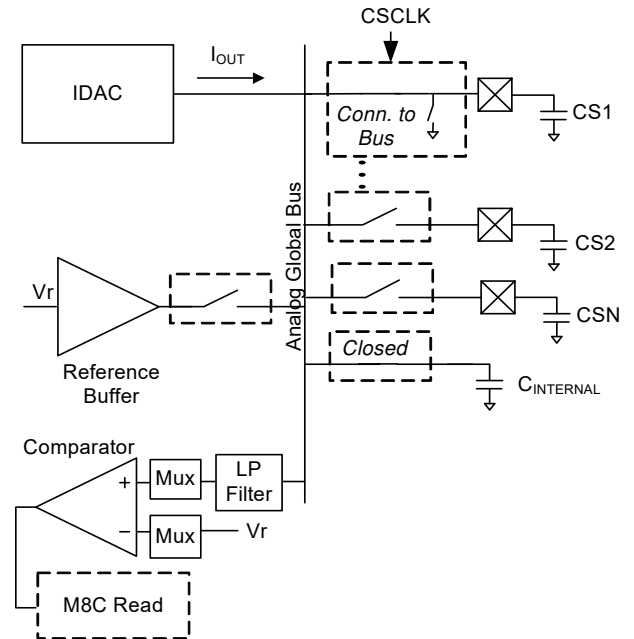 CSCLK
IOUT
IDAC
Conn. to
Bus
CS1
Analog Global Bus
CS2
Vr
CSN
Reference
Buffer
Closed
CINTERNAL
Comparator
+
Mux
LP
Filter
−
Mux
Vr
M8C Read